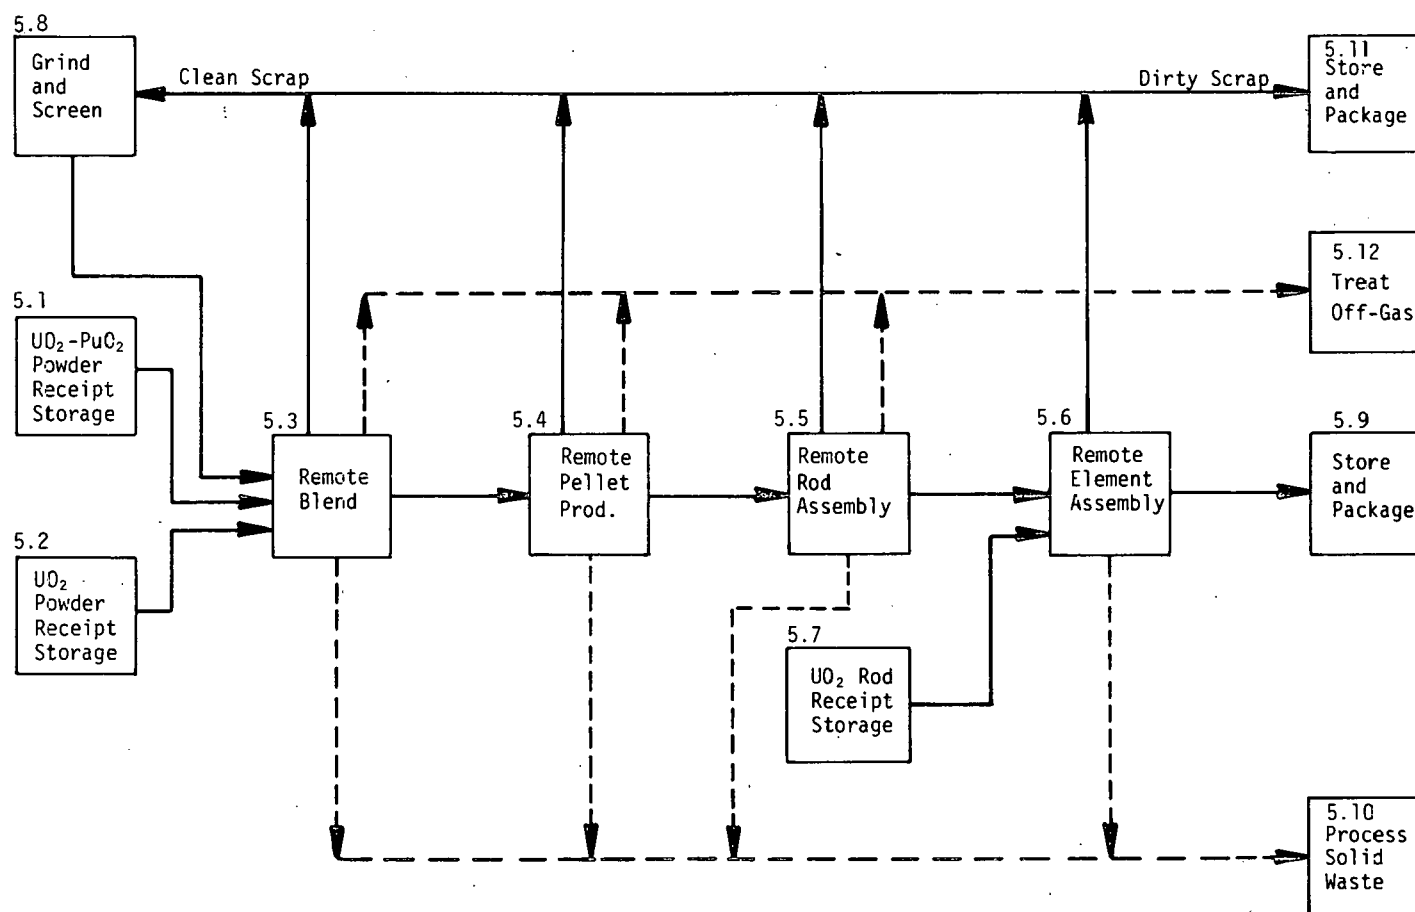 5.8
Grind
and
Screen
Clean Scrap
Dirty Scrap
5.11
Store
and
Package
5.12
Treat
Off-Gas
5.1
UO₂-PuO₂
Powder
Receipt
Storage
5.2
UO₂
Powder
Receipt
Storage
5.3
Remote
Blend
5.4
Remote
Pellet
Prod.
5.5
Remote
Rod
Assembly
5.6
Remote
Element
Assembly
5.9
Store
and
Package
5.7
UO₂ Rod
Receipt
Storage
5.10
Process
Solid
Waste